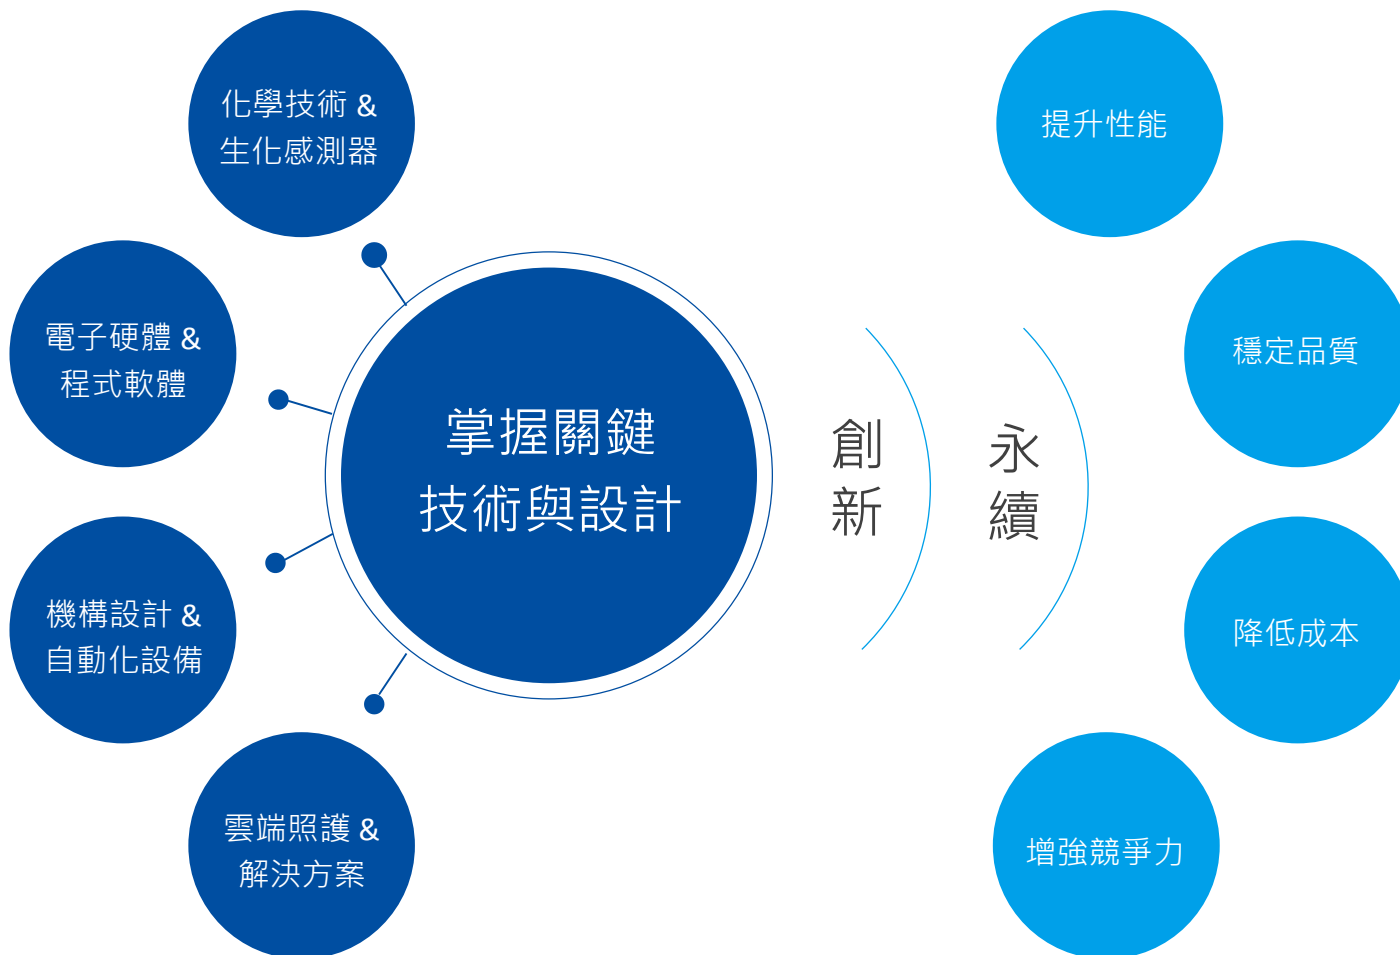 化學技術 &
生化感測器
電子硬體 &
程式軟體
機構設計 &
自動化設備
雲端照護 &
解決方案
掌握關鍵
技術與設計
創新
永續
提升性能
穩定品質
降低成本
增強競爭力